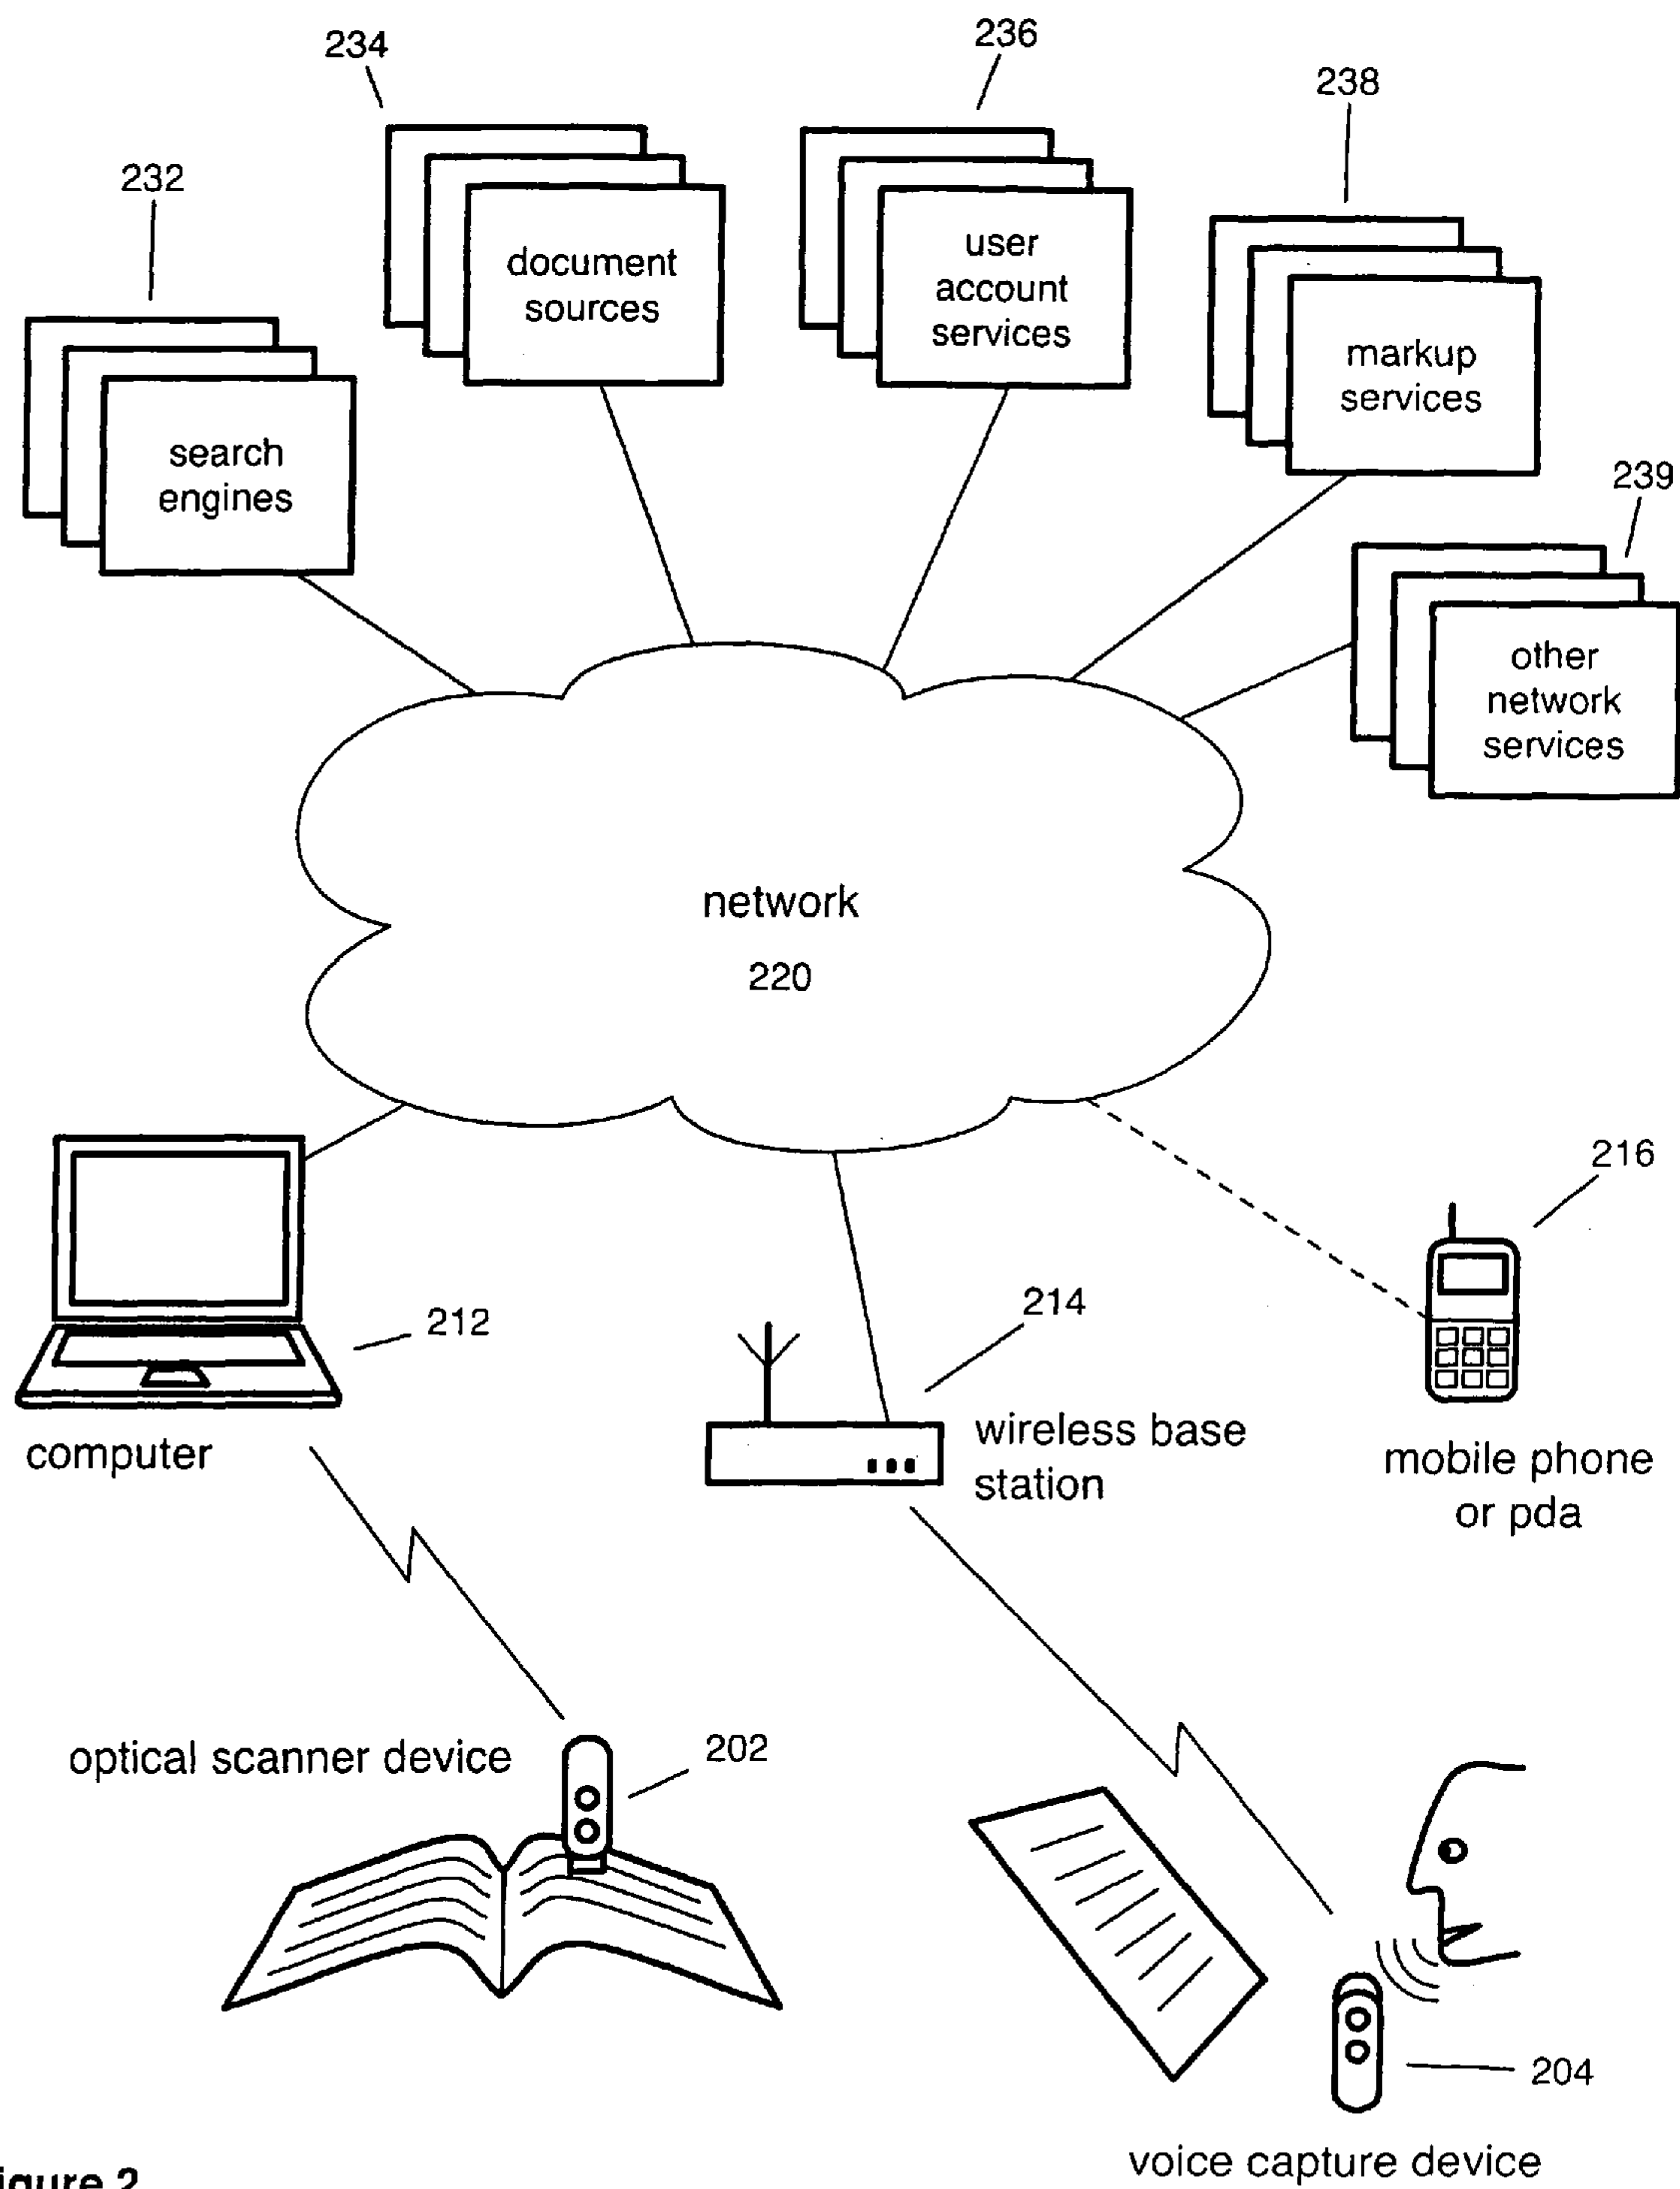 234
236
238
232
document
sources
user
account
services
markup
services
search
engines
239
other
network
services
network
220
216
212
214
computer
wireless base
station
mobile phone
or pda
optical scanner device
202
204
voice capture device
igure 2